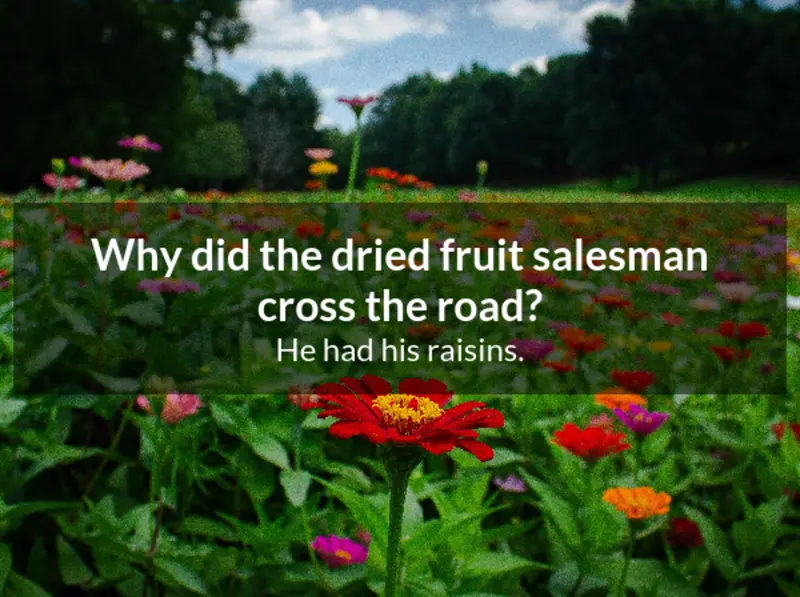 Why did the dried fruit salesman
cross the road?
He had his raisins.